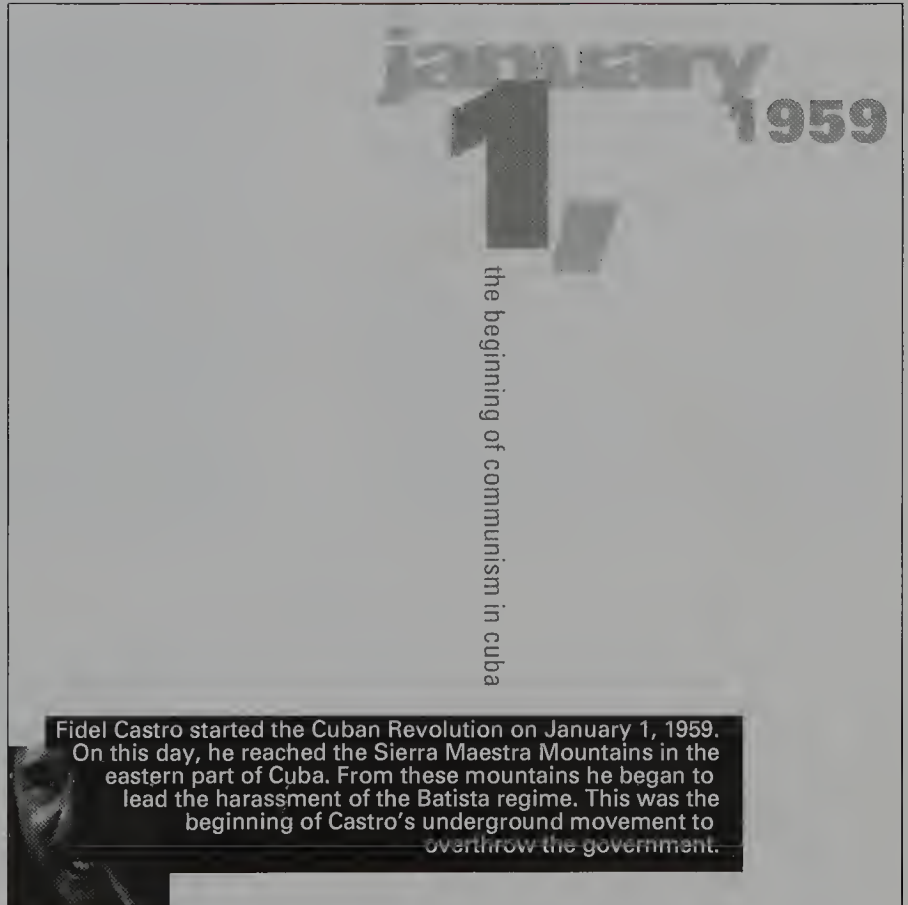 january
1,
1959
the beginning of communism in cuba
Fidel Castro started the Cuban Revolution on January 1, 1959.
On this day, he reached the Sierra Maestra Mountains in the
eastern part of Cuba. From these mountains he began to
lead the harassment of the Batista regime. This was the
beginning of Castro's underground movement to
overthrow the government.